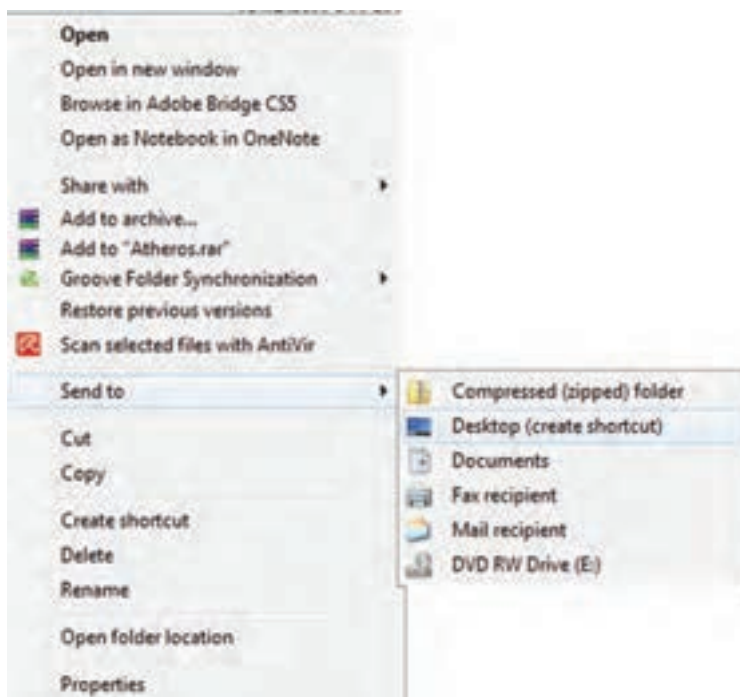 Open
Open in new window
Browse in Adobe Bridge CS5
Open as Notebook in OneNote
Share with
Add to archive...
Add to "Atheros.rar"
Groove Folder Synchronization
Restore previous versions
Scan selected files with AntiVir
Send to
Cut
Copy
Create shortcut
Delete
Rename
Open folder location
Properties
Compressed (zipped) folder
Desktop (create shortcut)
Documents
Fax recipient
Mail recipient
DVD RW Drive (E:)